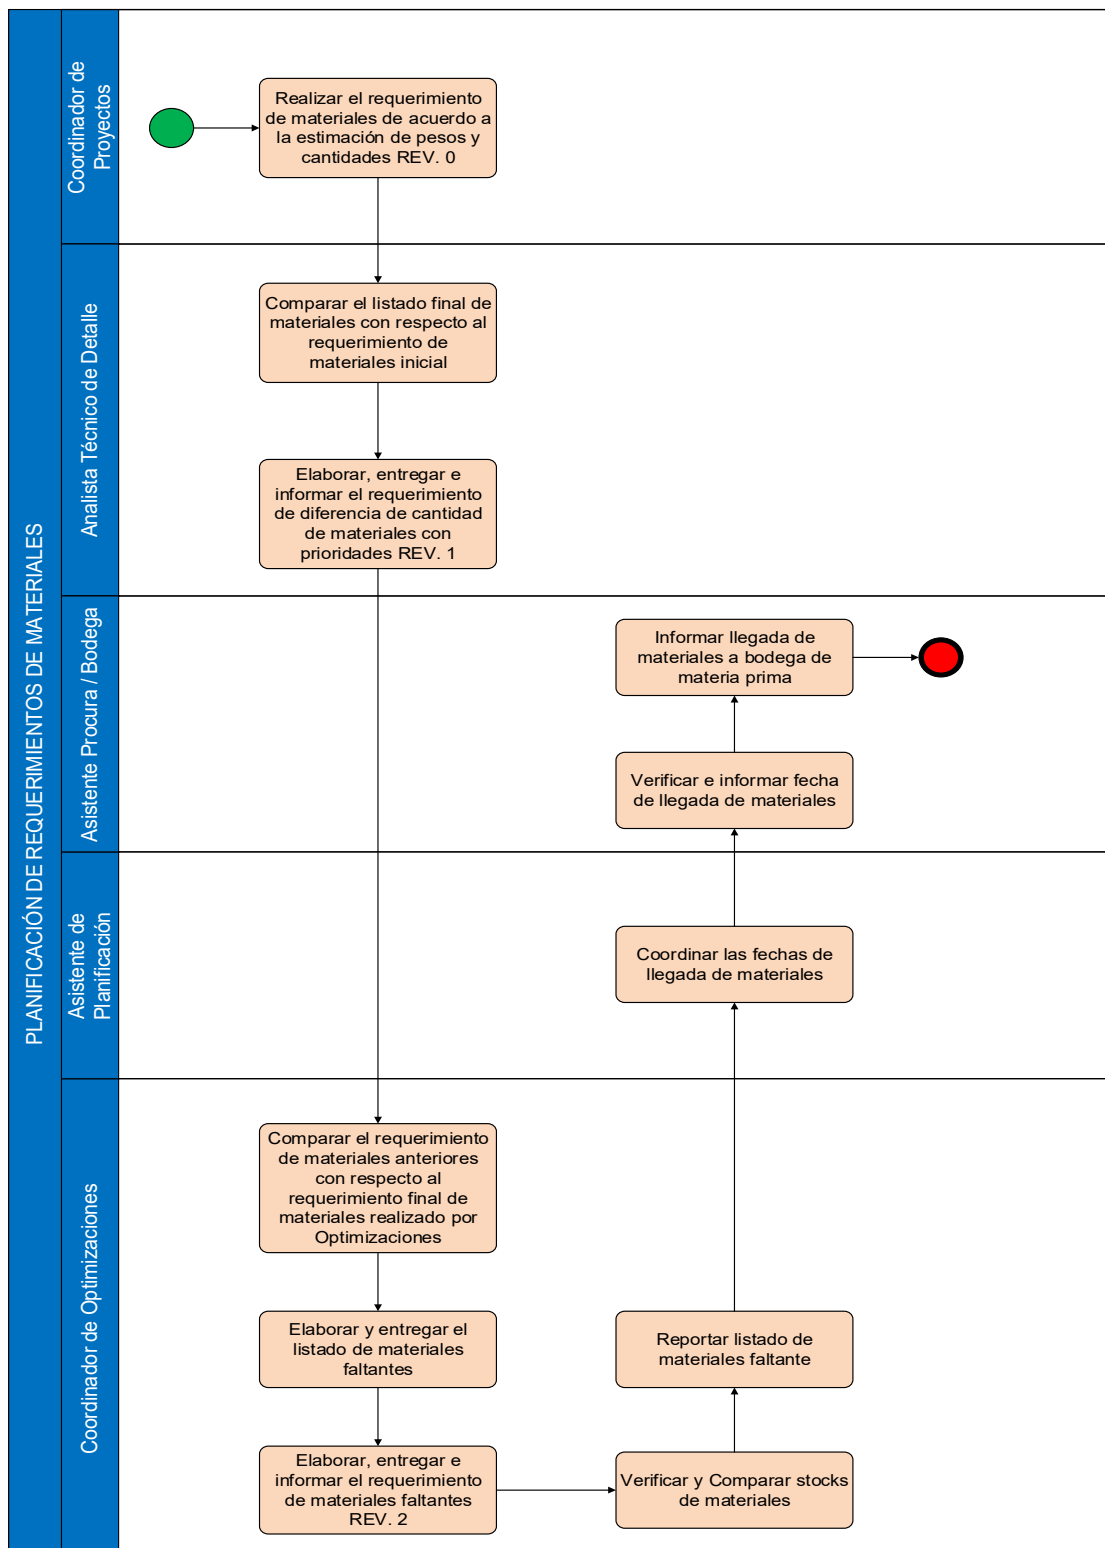 PLANIFICACIÓN DE REQUERIMIENTOS DE MATERIALES
Coordinador de
Proyectos
Realizar el requerimiento
de materiales de acuerdo a
la estimación de pesos y
cantidades REV. 0
Analista Técnico de Detalle
Comparar el listado final de
materiales con respecto al
requerimiento de
materiales inicial
Elaborar, entregar e
informar el requerimiento
de diferencia de cantidad
de materiales con
prioridades REV. 1
Asistente Procura / Bodega
Informar llegada de
materiales a bodega de
materia prima
Verificar e informar fecha
de llegada de materiales
Asistente de
Planificación
Coordinar las fechas de
llegada de materiales
Coordinador de Optimizaciones
Comparar el requerimiento
de materiales anteriores
con respecto al
requerimiento final de
materiales realizado por
Optimizaciones
Elaborar y entregar el
listado de materiales
faltantes
Reportar listado de
materiales faltante
Elaborar, entregar e
informar el requerimiento
de materiales faltantes
REV. 2
Verificar y Comparar stocks
de materiales